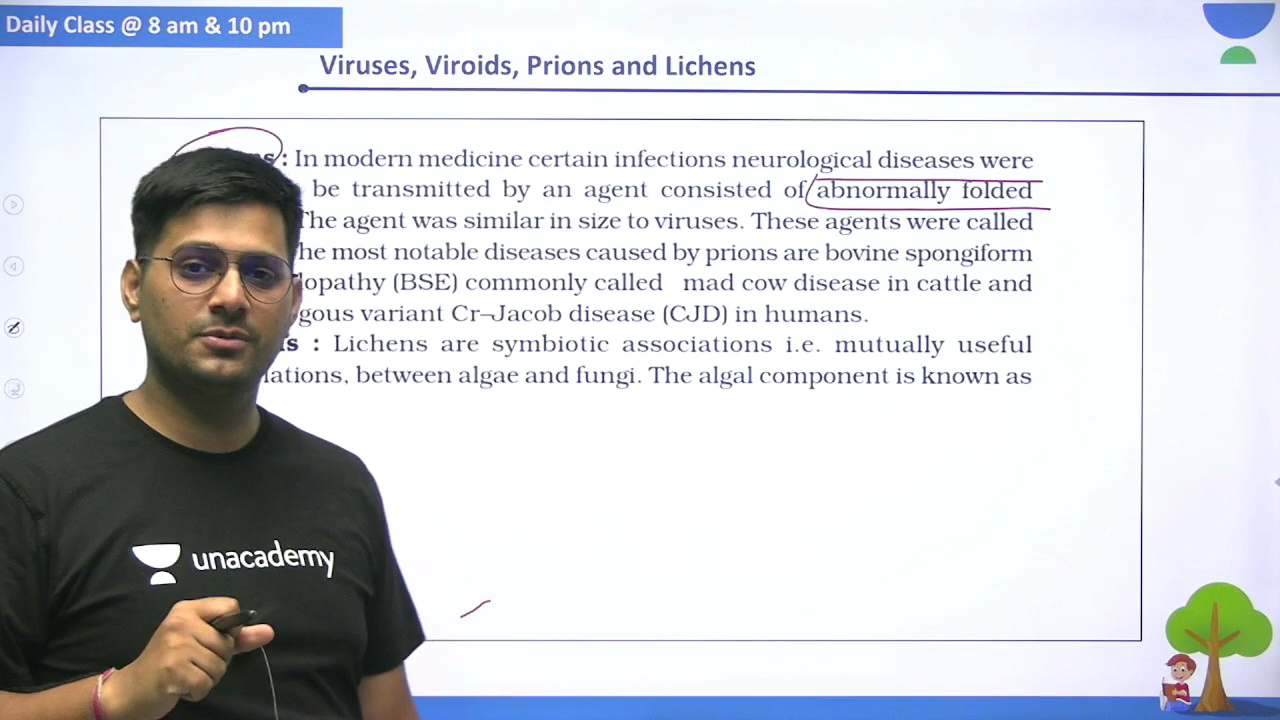 Daily Class @ 8 am & 10 pm
Viruses, Viroids, Prions and Lichens
: In modern medicine certain infections neurological diseases were
be transmitted by an agent consisted of abnormally folded
The agent was similar in size to viruses. These agents were called
he most notable diseases caused by prions are bovine spongiform
lopathy (BSE) commonly called mad cow disease in cattle and
gous variant Cr–Jacob disease (CJD) in humans.
s : Lichens are symbiotic associations i.e. mutually useful
lations, between algae and fungi. The algal component is known as
unacademy